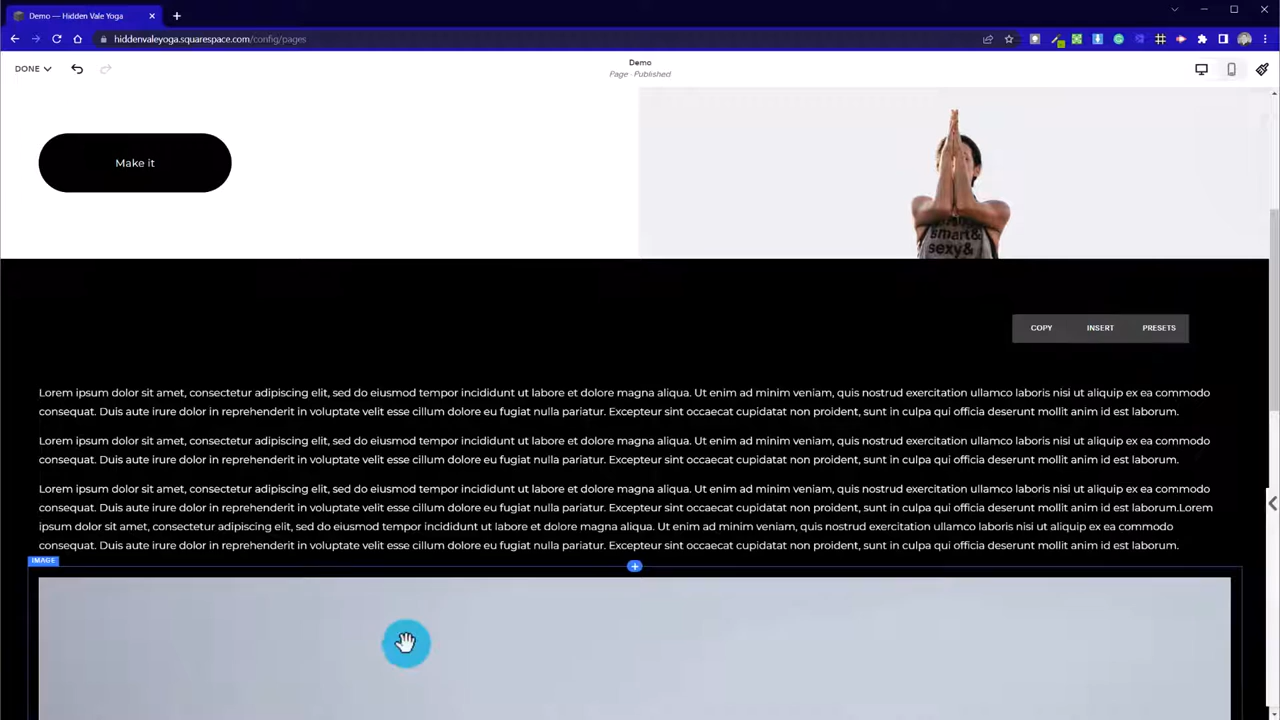 Demo — Hidden Vale Yoga
hiddenvaleyoga.squarespace.com/config/pages
DONE
Demo
Page · Published
Make it
smart&
sexy&
COPY INSERT PRESETS
Lorem ipsum dolor sit amet, consectetur adipiscing elit, sed do eiusmod tempor incididunt ut labore et dolore magna aliqua. Ut enim ad minim veniam, quis nostrud exercitation ullamco laboris nisi ut aliquip ex ea commodo
consequat. Duis aute irure dolor in reprehenderit in voluptate velit esse cillum dolore eu fugiat nulla pariatur. Excepteur sint occaecat cupidatat non proident, sunt in culpa qui officia deserunt mollit anim id est laborum.
Lorem ipsum dolor sit amet, consectetur adipiscing elit, sed do eiusmod tempor incididunt ut labore et dolore magna aliqua. Ut enim ad minim veniam, quis nostrud exercitation ullamco laboris nisi ut aliquip ex ea commodo
consequat. Duis aute irure dolor in reprehenderit in voluptate velit esse cillum dolore eu fugiat nulla pariatur. Excepteur sint occaecat cupidatat non proident, sunt in culpa qui officia deserunt mollit anim id est laborum.
Lorem ipsum dolor sit amet, consectetur adipiscing elit, sed do eiusmod tempor incididunt ut labore et dolore magna aliqua. Ut enim ad minim veniam, quis nostrud exercitation ullamco laboris nisi ut aliquip ex ea commodo
consequat. Duis aute irure dolor in reprehenderit in voluptate velit esse cillum dolore eu fugiat nulla pariatur. Excepteur sint occaecat cupidatat non proident, sunt in culpa qui officia deserunt mollit anim id est laborum.Lorem
ipsum dolor sit amet, consectetur adipiscing elit, sed do eiusmod tempor incididunt ut labore et dolore magna aliqua. Ut enim ad minim veniam, quis nostrud exercitation ullamco laboris nisi ut aliquip ex ea commodo
consequat. Duis aute irure dolor in reprehenderit in voluptate velit esse cillum dolore eu fugiat nulla pariatur. Excepteur sint occaecat cupidatat non proident, sunt in culpa qui officia deserunt mollit anim id est laborum.
IMAGE